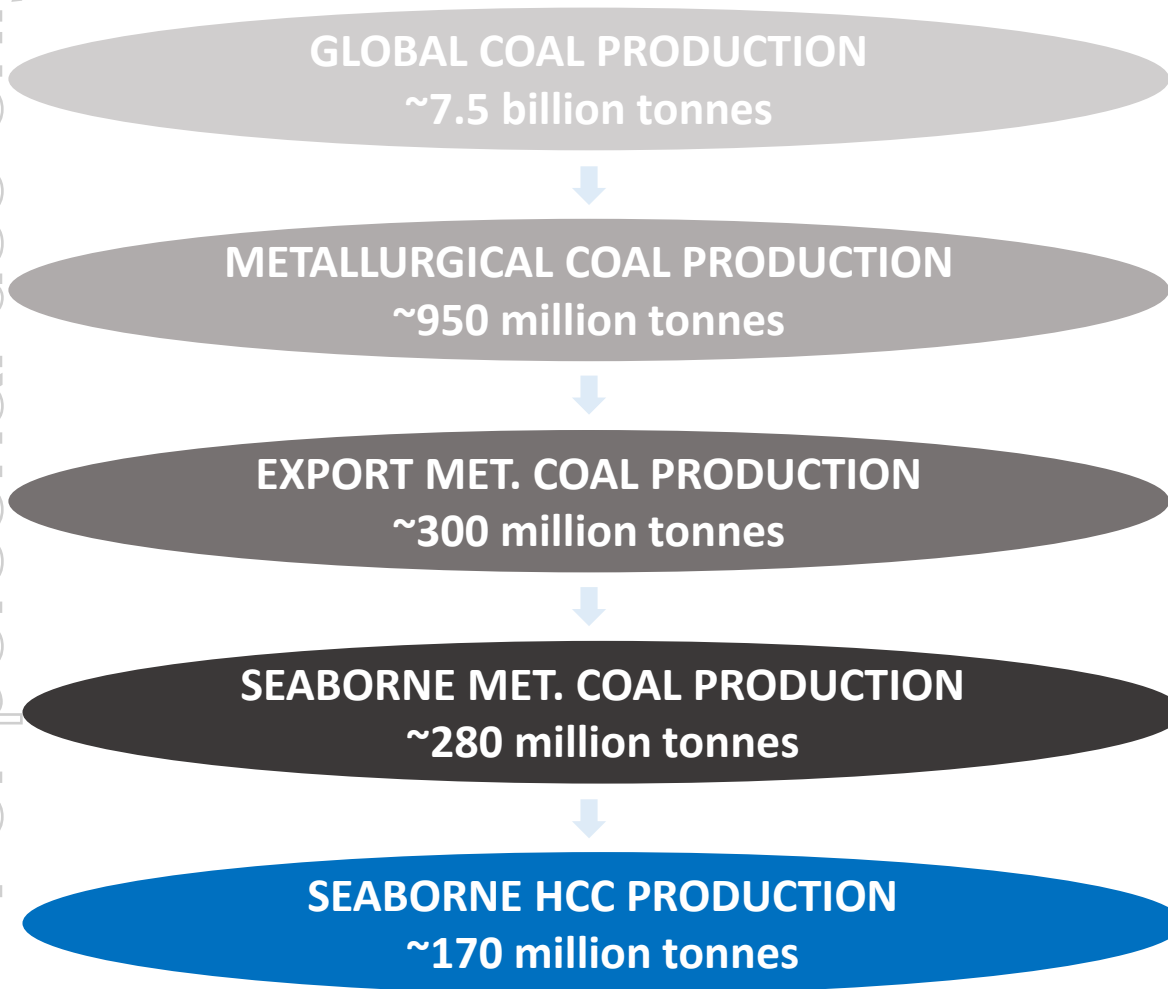 GLOBAL COAL PRODUCTION
~7.5 billion tonnes
METALLURGICAL COAL PRODUCTION
~950 million tonnes
EXPORT MET. COAL PRODUCTION
~300 million tonnes
SEABORNE MET. COAL PRODUCTION
~280 million tonnes
SEABORNE HCC PRODUCTION
~170 million tonnes